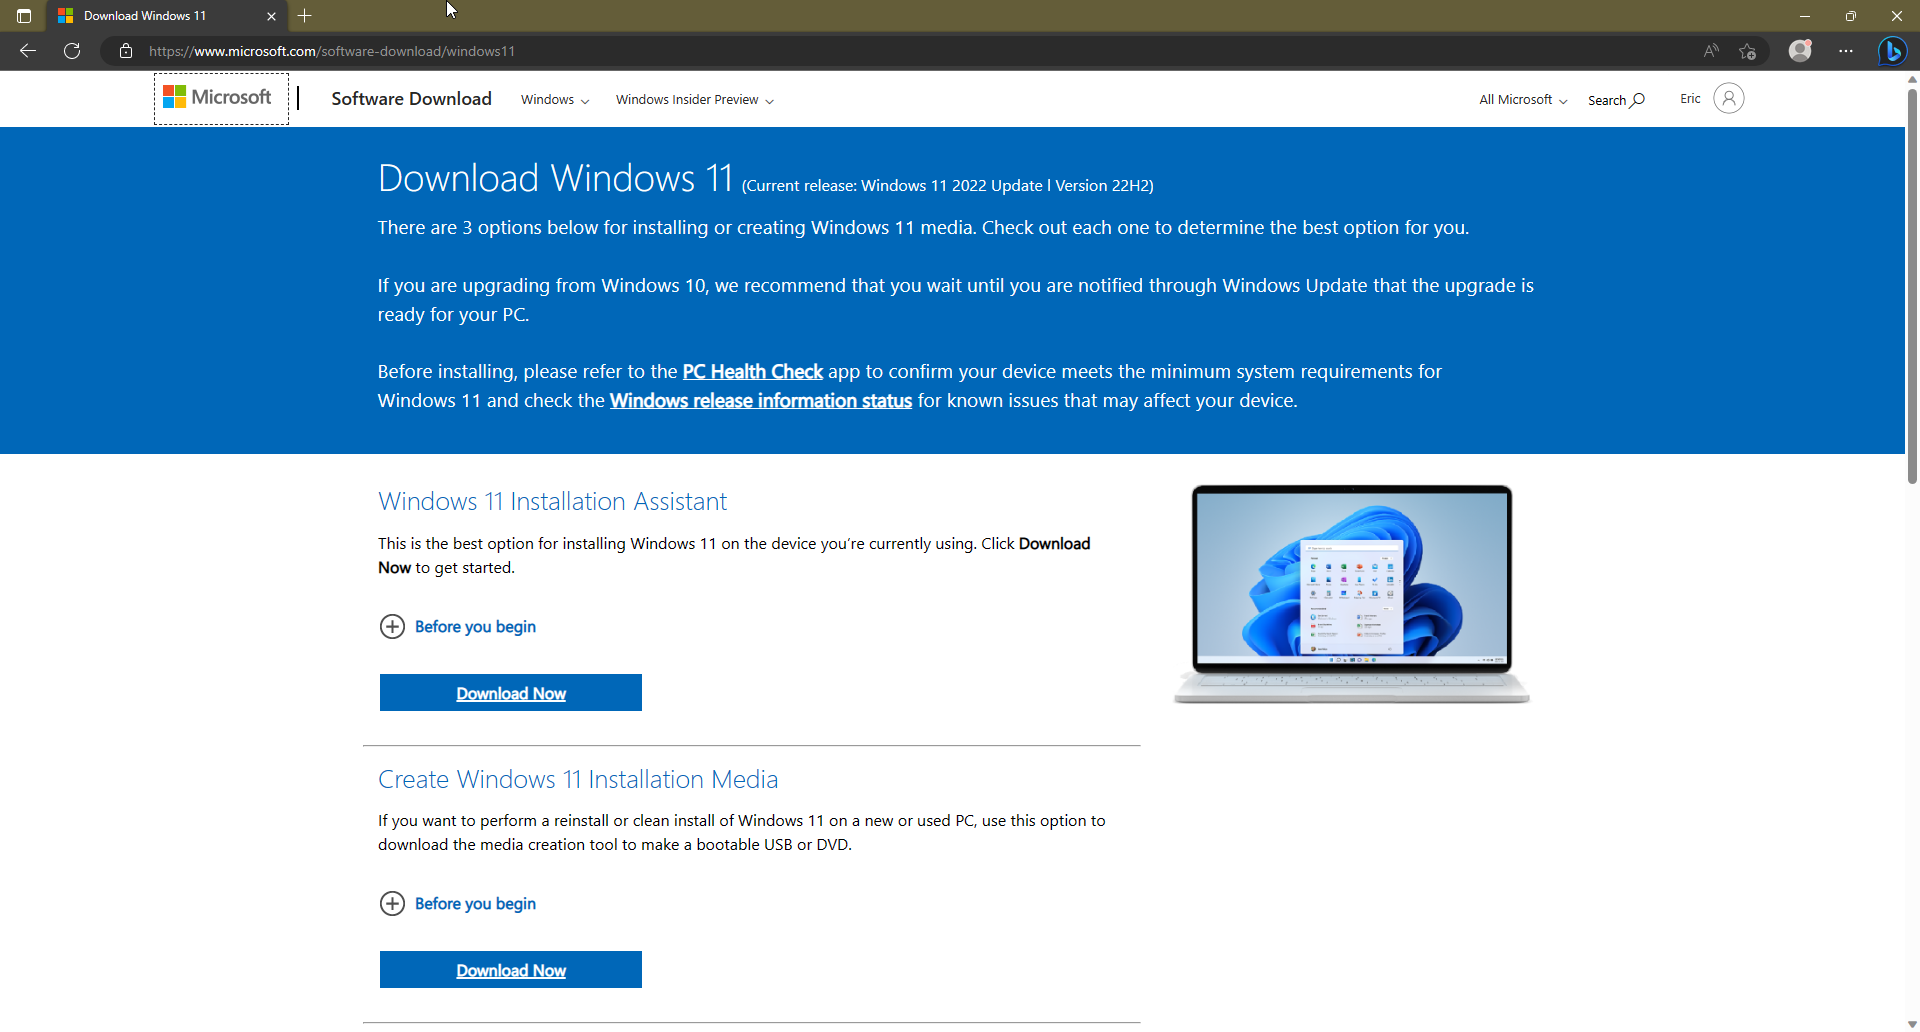 Download Windows 11
https://www.microsoft.com/software-download/windows11
Microsoft
Software Download
Windows
Windows Insider Preview
All Microsoft
Search
Eric
Download Windows 11 (Current release: Windows 11 2022 Update | Version 22H2)
There are 3 options below for installing or creating Windows 11 media. Check out each one to determine the best option for you.
If you are upgrading from Windows 10, we recommend that you wait until you are notified through Windows Update that the upgrade is
ready for your PC.
Before installing, please refer to the PC Health Check app to confirm your device meets the minimum system requirements for
Windows 11 and check the Windows release information status for known issues that may affect your device.
Windows 11 Installation Assistant
This is the best option for installing Windows 11 on the device you're currently using. Click Download
Now to get started.
Before you begin
Download Now
Create Windows 11 Installation Media
If you want to perform a reinstall or clean install of Windows 11 on a new or used PC, use this option to
download the media creation tool to make a bootable USB or DVD.
Before you begin
Download Now